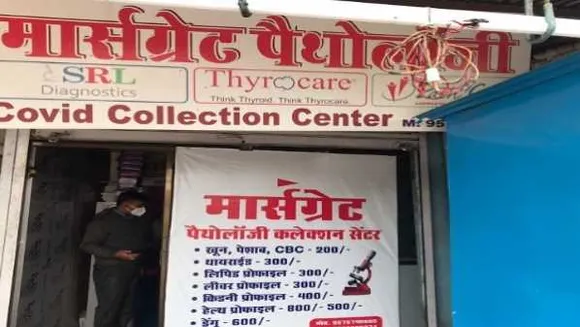 मार्सग्रेट पैथोलॉजी
SRL Diagnostics
Thyrocare
Think Thyroid. Think Thyrocare.
Covid Collection Center M: 95
मार्सग्रेट
पैथोलॉजी कलेक्शन सेंटर
• खून, पेशाब, CBC - 200/-
• थायराईड - 300/-
• लिपिड प्रोफाइल - 300/-
• लीवर प्रोफाइल - 300/-
• किडनी प्रोफाइल - 400/-
• हेल्थ प्रोफाइल - 800/- 500/-
• डेंगू - 600/-